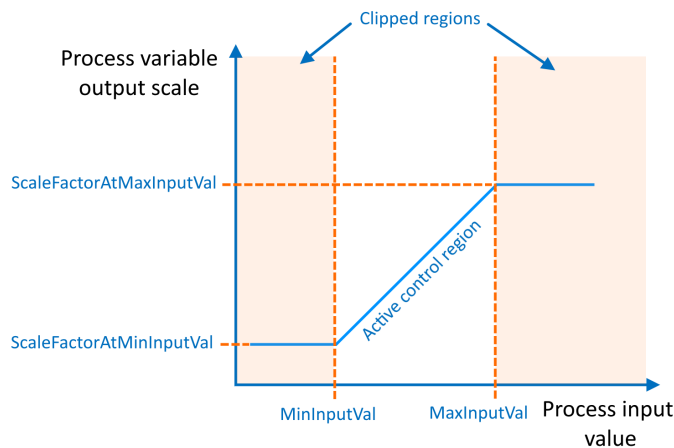 Clipped regions
Process variable
output scale
ScaleFactorAtMaxInputVal
Active control region
ScaleFactorAtMinInputVal
MinInputVal
MaxInputVal
Process input
value